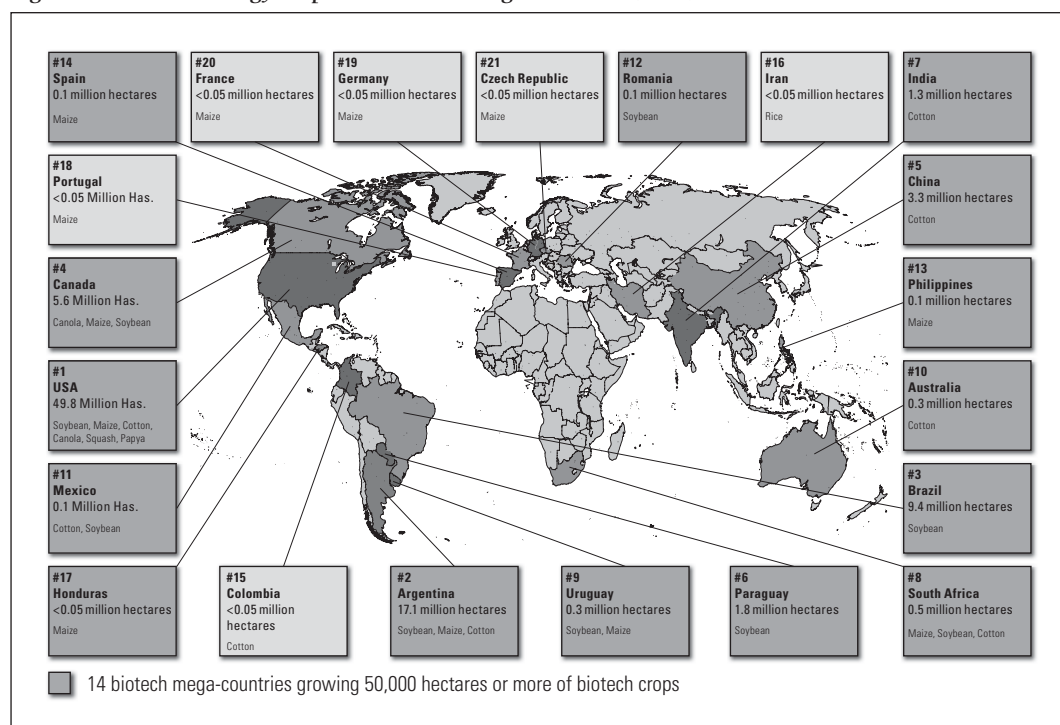 #14
Spain
0.1 million hectares
Maize
#20
France
<0.05 million hectares
Maize
#19
Germany
<0.05 million hectares
Maize
#21
Czech Republic
<0.05 million hectares
Maize
#12
Romania
0.1 million hectares
Soybean
#16
Iran
<0.05 million hectares
Rice
#7
India
1.3 million hectares
Cotton
#18
Portugal
<0.05 Million Has.
Maize
#5
China
3.3 million hectares
Cotton
#4
Canada
5.6 Million Has.
Canola, Maize, Soybean
#13
Philippines
0.1 million hectares
Maize
#1
USA
49.8 Million Has.
Soybean, Maize, Cotton,
Canola, Squash, Papya
#10
Australia
0.3 million hectares
Cotton
#11
Mexico
0.1 Million Has.
Cotton, Soybean
#3
Brazil
9.4 million hectares
Soybean
#17
Honduras
<0.05 million hectares
Maize
#15
Colombia
<0.05 million
hectares
Cotton
#2
Argentina
17.1 million hectares
Soybean, Maize, Cotton
#9
Uruguay
0.3 million hectares
Soybean, Maize
#6
Paraguay
1.8 million hectares
Soybean
#8
South Africa
0.5 million hectares
Maize, Soybean, Cotton
14 biotech mega-countries growing 50,000 hectares or more of biotech crops